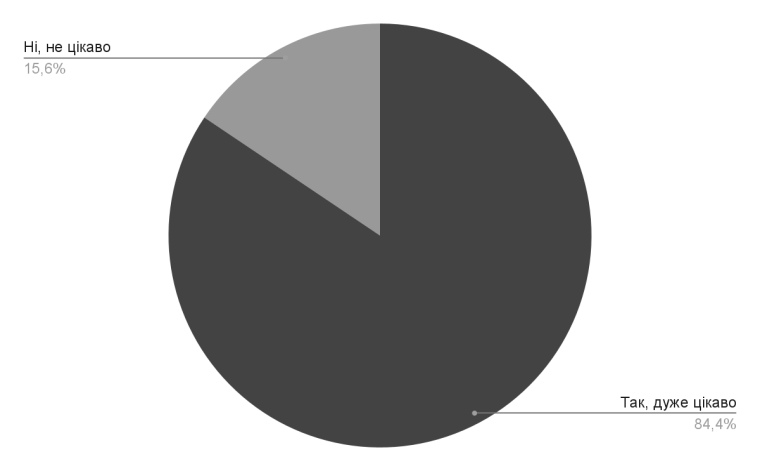 Ні, не цікаво
15,6%
Так, дуже цікаво
84,4%